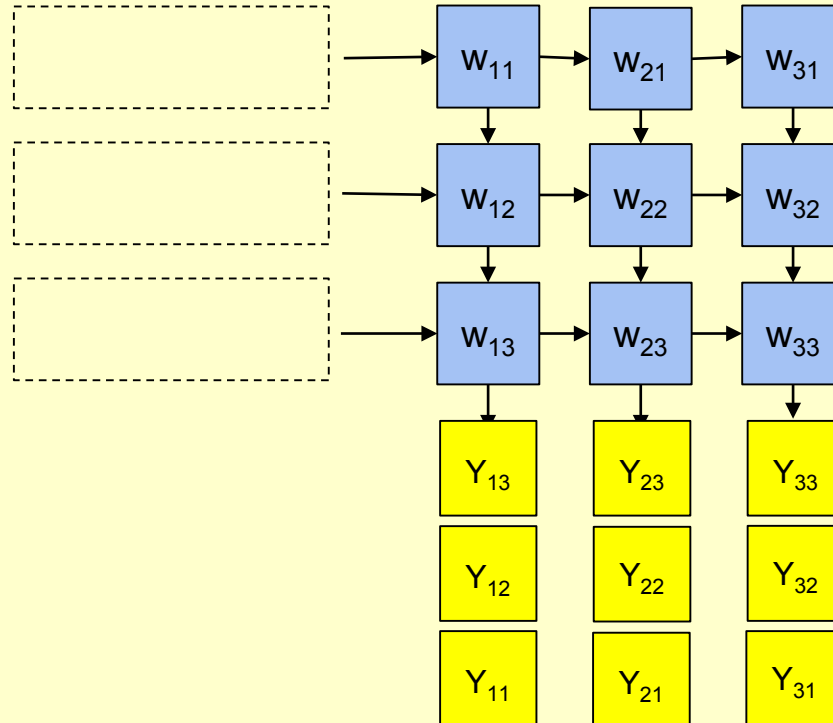 W₁₁ W₂₁ W₃₁
W₁₂ W₂₂ W₃₂
W₁₃ W₂₃ W₃₃
Y₁₃ Y₂₃ Y₃₃
Y₁₂ Y₂₂ Y₃₂
Y₁₁ Y₂₁ Y₃₁